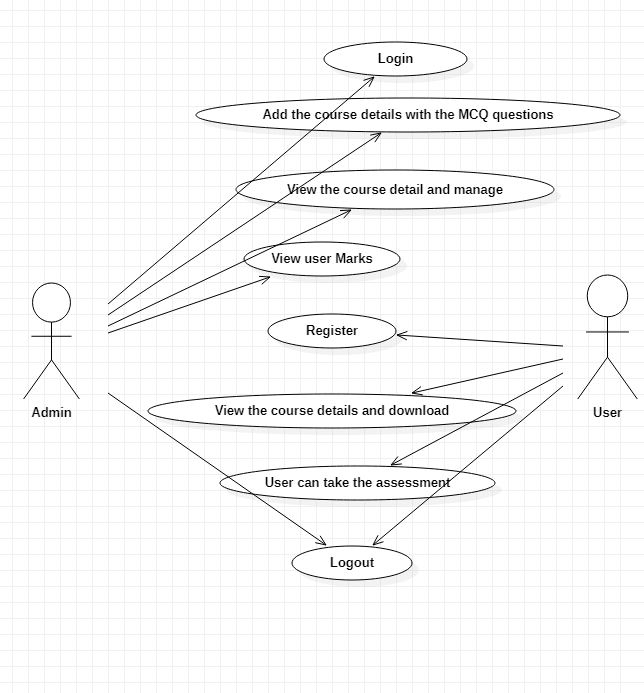 Login
Add the course details with the MCQ questions
View the course detail and manage
View user Marks
Register
Admin
User
View the course details and download
User can take the assessment
Logout